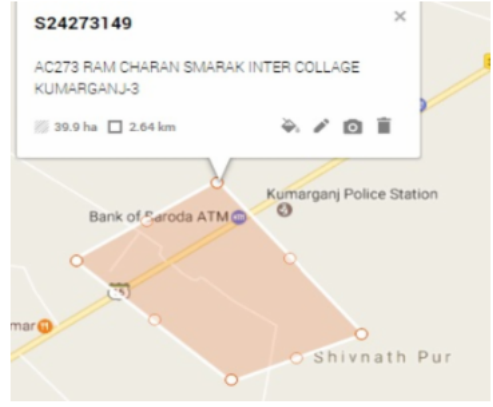 S24273149
AC273 RAM CHARAN SMARAK INTER COLLAGE
KUMARGANJ-3
39.9 ha 2.64 km
Kumarganj Police Station
Bank of Baroda ATM
mar
Shivnath Pur